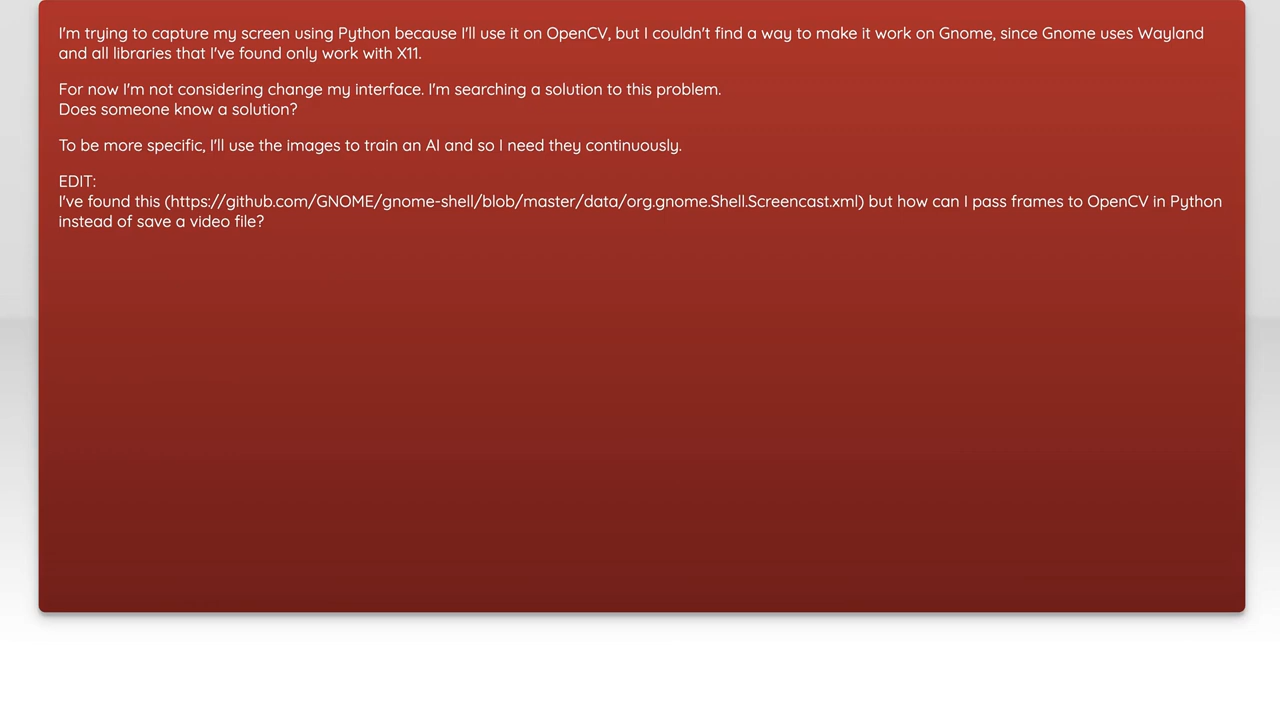 I'm trying to capture my screen using Python because I'll use it on OpenCV, but I couldn't find a way to make it work on Gnome, since Gnome uses Wayland
and all libraries that I've found only work with X11.
For now I'm not considering change my interface. I'm searching a solution to this problem.
Does someone know a solution?
To be more specific, I'll use the images to train an AI and so I need they continuously.
EDIT:
I've found this (https://github.com/GNOME/gnome-shell/blob/master/data/org.gnome.Shell.Screencast.xml) but how can I pass frames to OpenCV in Python
instead of save a video file?